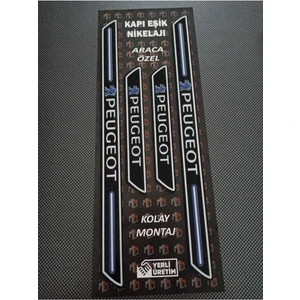 KAPI EŞİK
NİKELAJI
ARACA
ÖZEL
PEUGEOT
PEUGEOT
PEUGEOT
PEUGEOT
KOLAY
MONTAJ
YERLİ
ÜRETİM